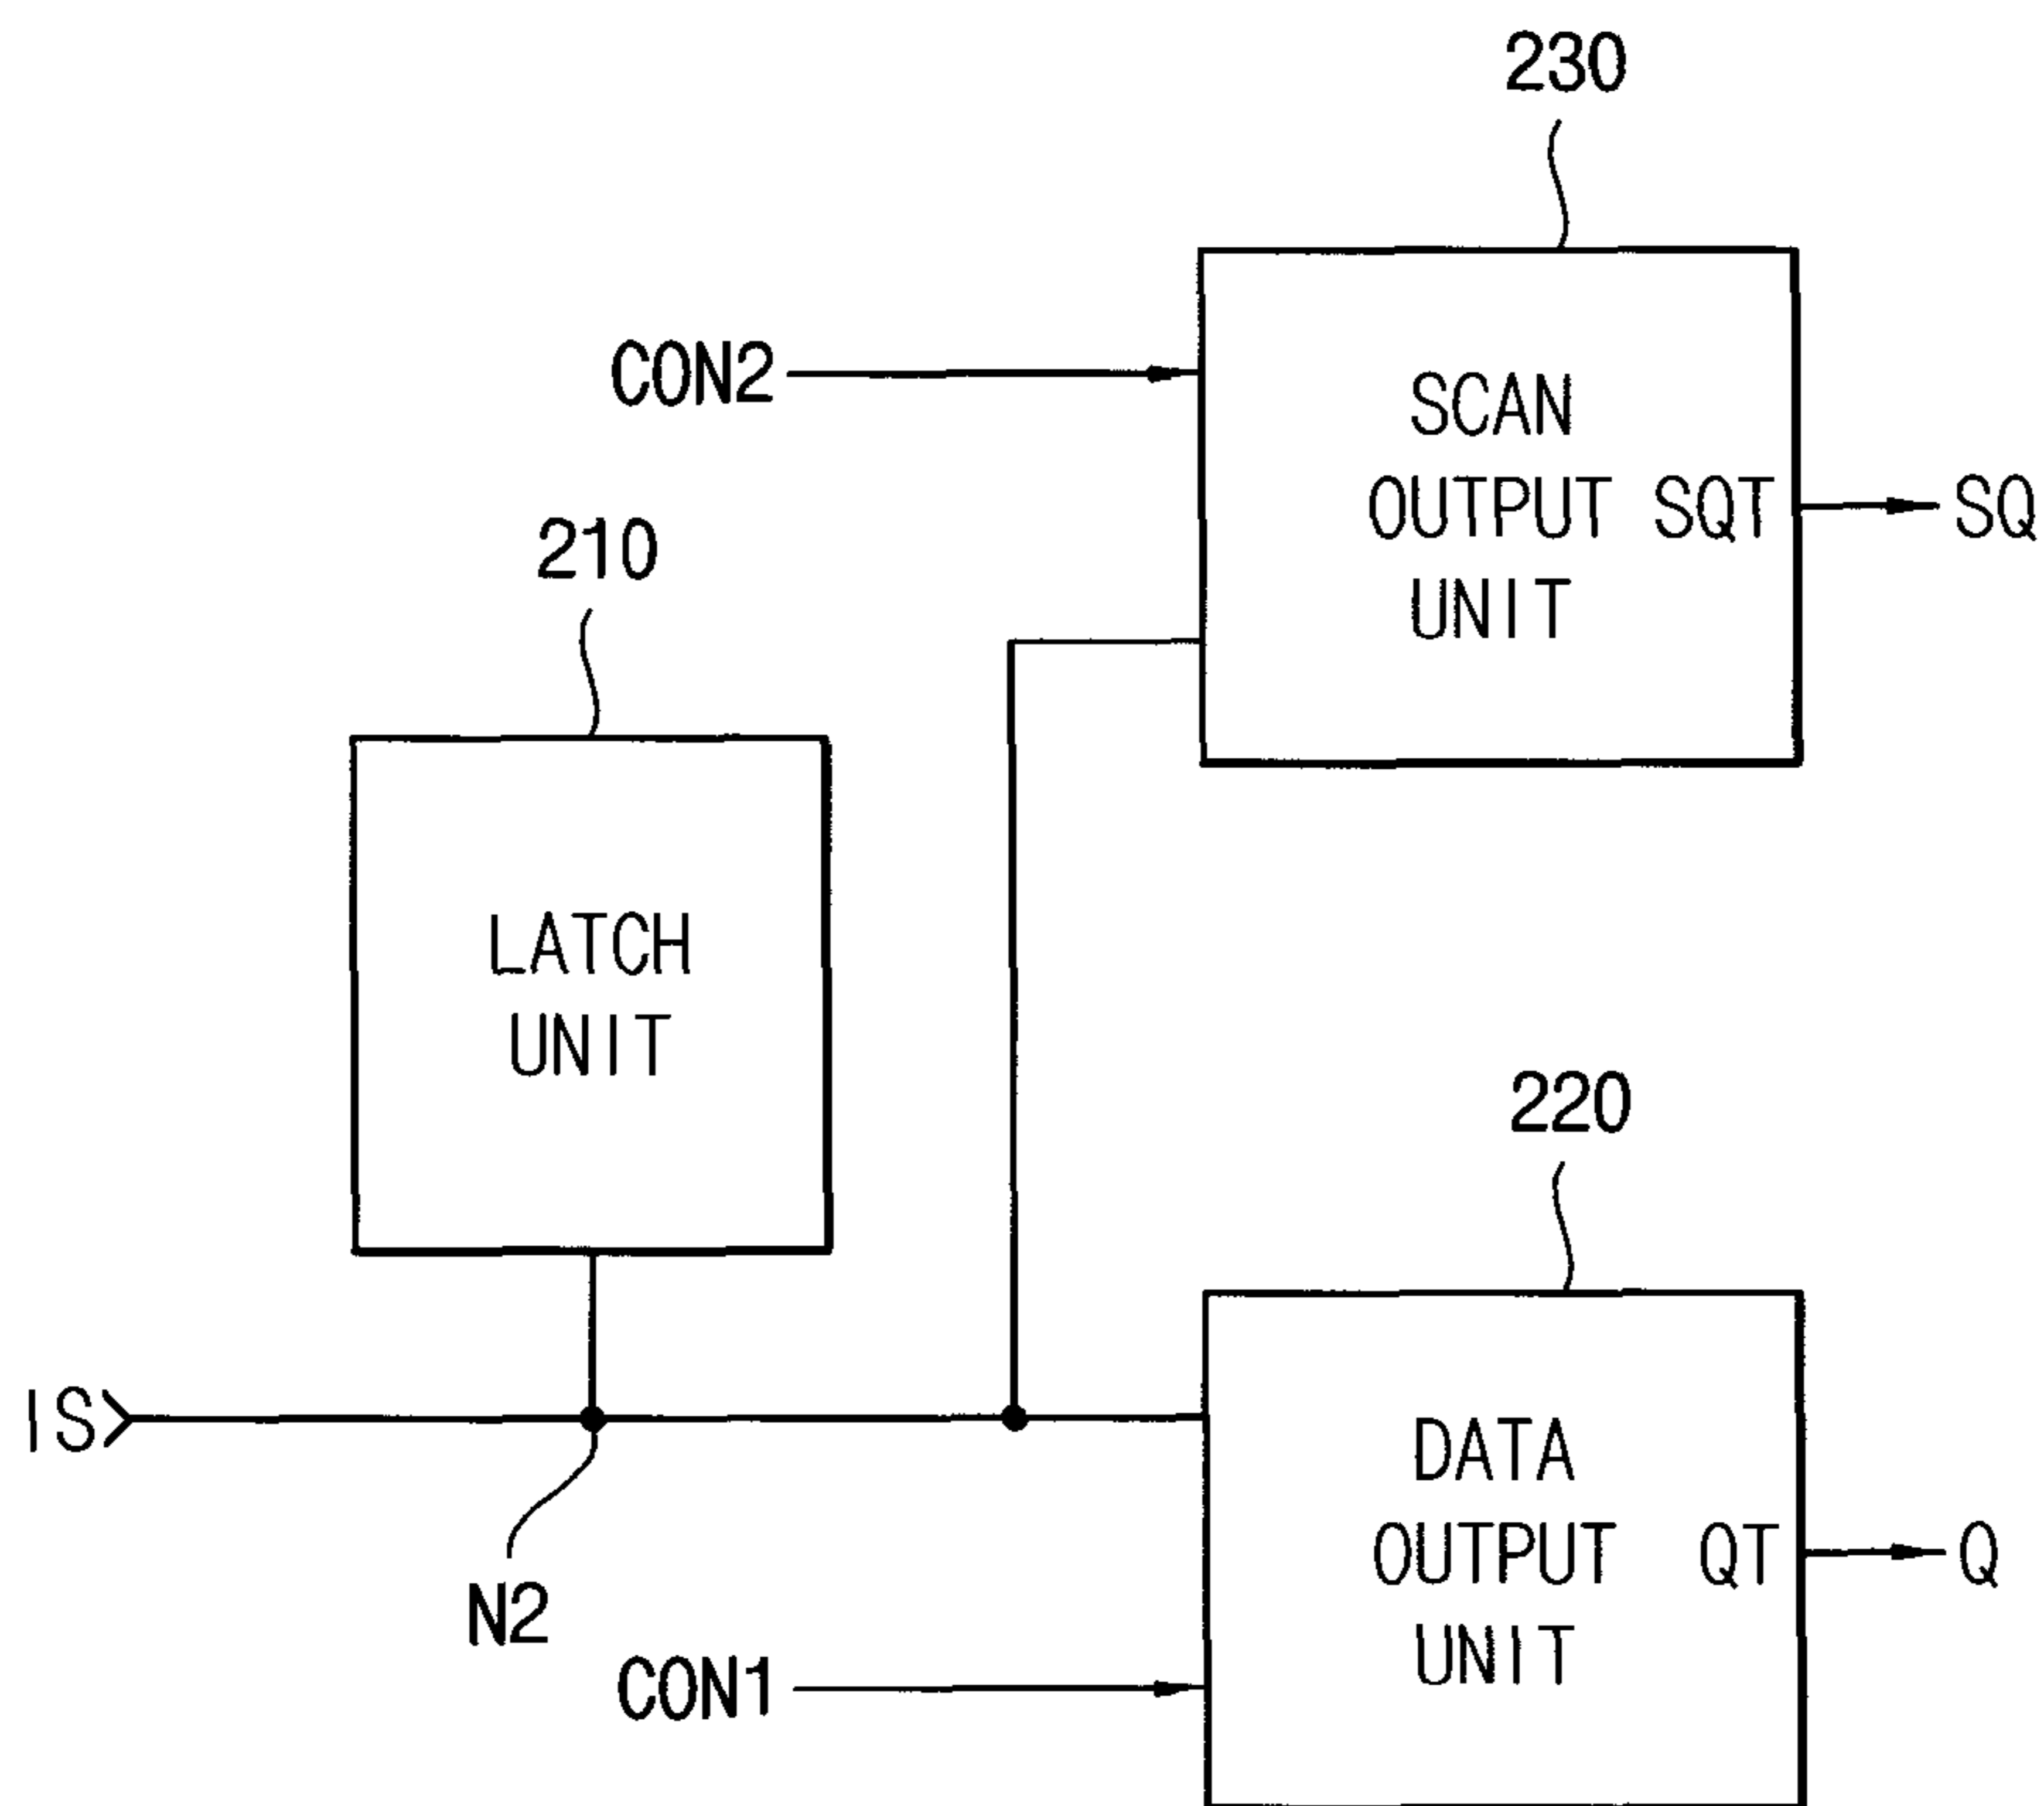 230
CON2
SCAN
OUTPUT SQT
UNIT
SQ
210
LATCH
UNIT
220
IS
N2
CON1
DATA
OUTPUT QT
UNIT
Q